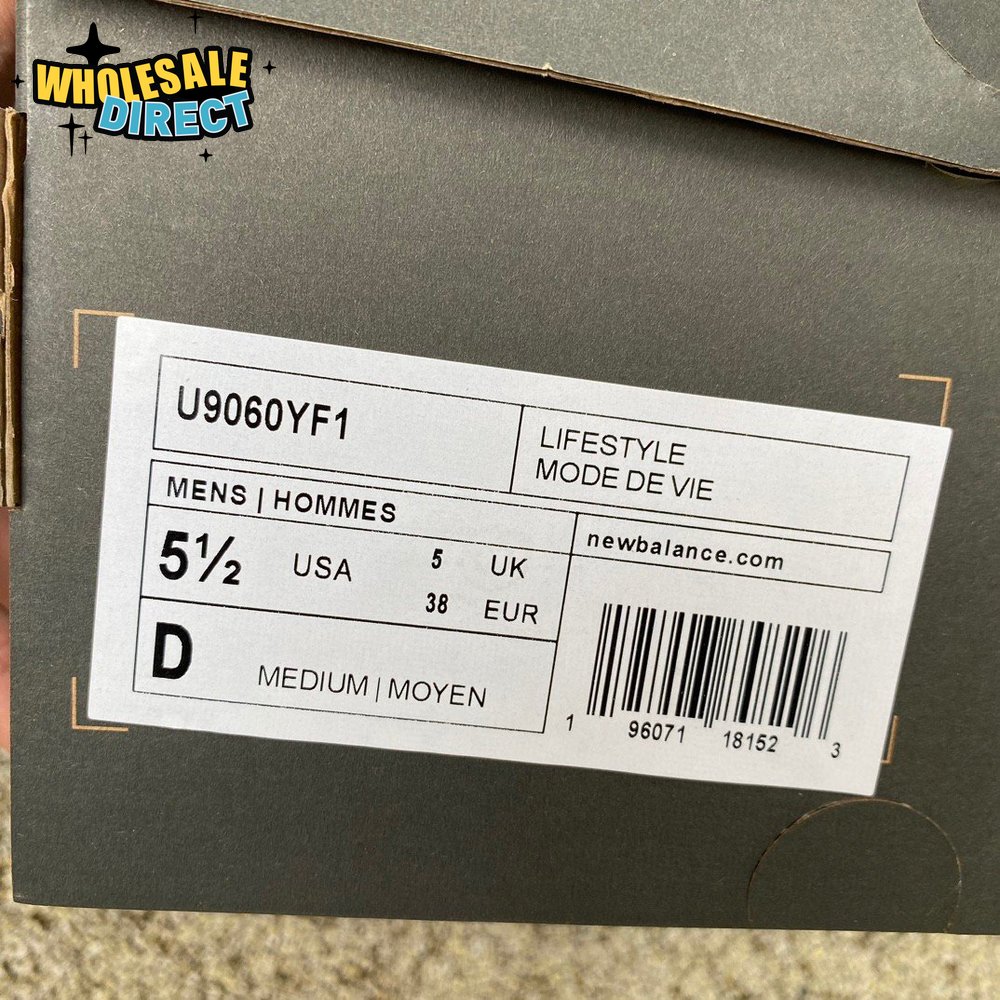 WHOLESALE
DIRECT
U9060YF1
LIFESTYLE
MODE DE VIE
MENS | HOMMES
newbalance.com
5½ USA 5 UK
38 EUR
D MEDIUM | MOYEN
1 96071 18152 3